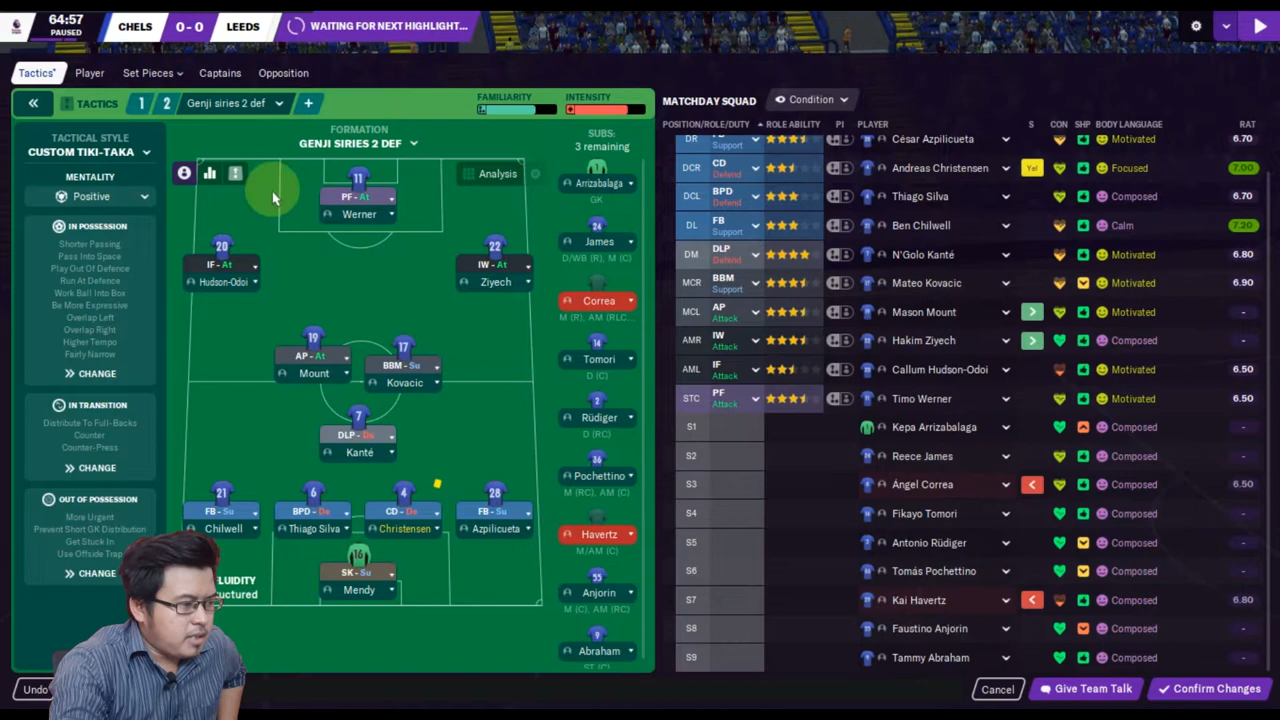 64:57
PAUSED
CHELS
0 - 0
LEEDS
WAITING FOR NEXT HIGHLIGHT...
Tactics*
Player
Set Pieces
Captains
Opposition
TACTICS
1
2
Genji siries 2 def
+
FAMILIARITY
INTENSITY
TACTICAL STYLE
CUSTOM TIKI-TAKA
MENTALITY
Positive
IN POSSESSION
Shorter Passing
Pass Into Space
Play Out Of Defence
Run At Defence
Work Ball Into Box
Be More Expressive
Overlap Left
Overlap Right
Higher Tempo
Fairly Narrow
CHANGE
IN TRANSITION
Distribute To Full-Backs
Counter
Counter-Press
CHANGE
OUT OF POSSESSION
More Urgent
Prevent Short GK Distribution
Get Stuck In
Use Offside Trap
CHANGE
FORMATION
GENJI SIRIES 2 DEF
Analysis
11
PF - At
Werner
20
IF - At
Hudson-Odoi
22
IW - At
Ziyech
19
AP - At
Mount
17
BBM - Su
Kovacic
7
DLP - De
Kanté
21
FB - Su
Chilwell
6
BPD - De
Thiago Silva
4
CD - De
Christensen
28
FB - Su
Azpilicueta
16
SK - Su
Mendy
FLUIDITY
Undo
SUBS:
3 remaining
1
Arrizabalaga
GK
24
James
D/WB (R), M (C)
Correa
M (R), AM (RLC...
14
Tomori
D (C)
2
Rüdiger
D (RC)
36
Pochettino
M (RC), AM (C)
Havertz
M/AM (C)
55
Anjorin
M (C), AM (RC)
9
Abraham
ST (C)
MATCHDAY SQUAD
Condition
POSITION/ROLE/DUTY ROLE ABILITY PI PLAYER S CON SHP BODY LANGUAGE RAT
DR FB Support César Azpilicueta Motivated 6.70
DCR CD Defend Andreas Christensen Yel Focused 7.00
DCL BPD Defend Thiago Silva Composed 6.70
DL FB Support Ben Chilwell Calm 7.20
DM DLP Defend N'Golo Kanté Motivated 6.80
MCR BBM Support Mateo Kovacic Motivated 6.90
MCL AP Attack Mason Mount Motivated -
AMR IW Attack Hakim Ziyech Composed -
AML IF Attack Callum Hudson-Odoi Motivated 6.50
STC PF Attack Timo Werner Motivated 6.50
S1 Kepa Arrizabalaga Composed -
S2 Reece James Composed -
S3 Ángel Correa Composed 6.50
S4 Fikayo Tomori Composed -
S5 Antonio Rüdiger Composed -
S6 Tomás Pochettino Composed -
S7 Kai Havertz Composed 6.80
S8 Faustino Anjorin Composed -
S9 Tammy Abraham Composed -
Cancel
Give Team Talk
Confirm Changes